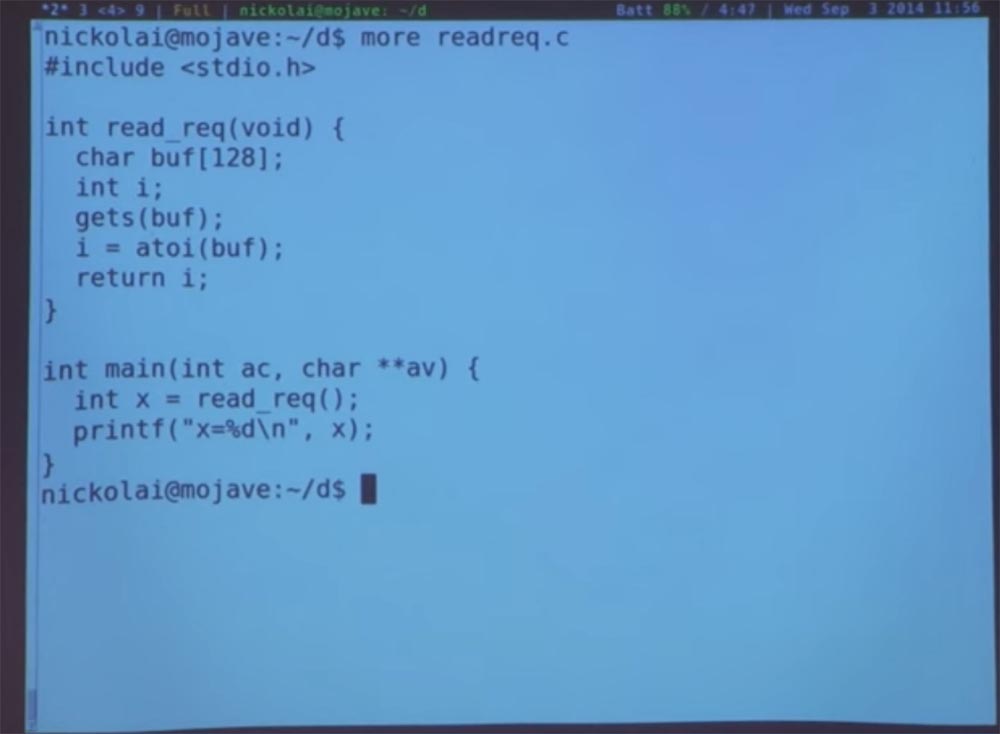 *2* 3 <4> 9 | Full | nickolai@mojave: ~/d Batt 88% / 4:47 | Wed Sep 3 2014 11:56
nickolai@mojave:~/d$ more readreq.c
#include <stdio.h>
int read_req(void) {
char buf[128];
int i;
gets(buf);
i = atoi(buf);
return i;
}
int main(int ac, char **av) {
int x = read_req();
printf("x=%d\n", x);
}
nickolai@mojave:~/d$